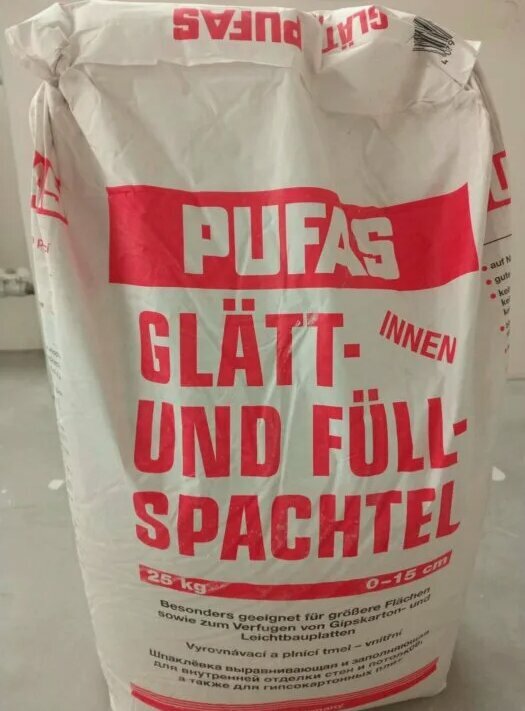 GLÄTT PUFAS
PUFAS
GLÄTT-
INNEN
UND FÜLL-
SPACHTEL
25 kg
0-15 cm
Besonders geeignet für größere Flächen
sowie zum Verfugen von Gipskarton- und
Leichtbauplatten
Vyrovnávací a plnící tmel – vnitřní
Шпаклёвка выравнивающая и заполняющая
для внутренней отделки стен и потолков,
а также для гипсокартонных плит